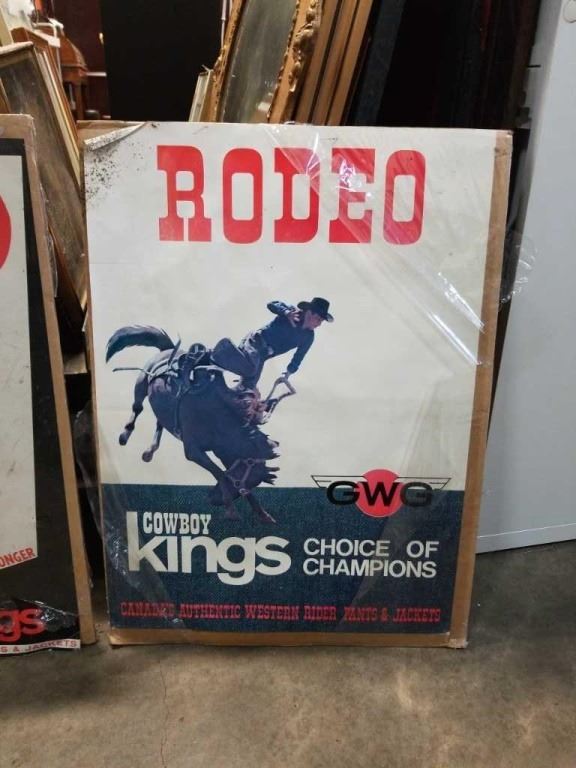 RODEO
GWG
COWBOY
kings
CHOICE OF
CHAMPIONS
CANADA'S AUTHENTIC WESTERN RIDER PANTS & JACKETS
ONGER
gs
S & JACKETS